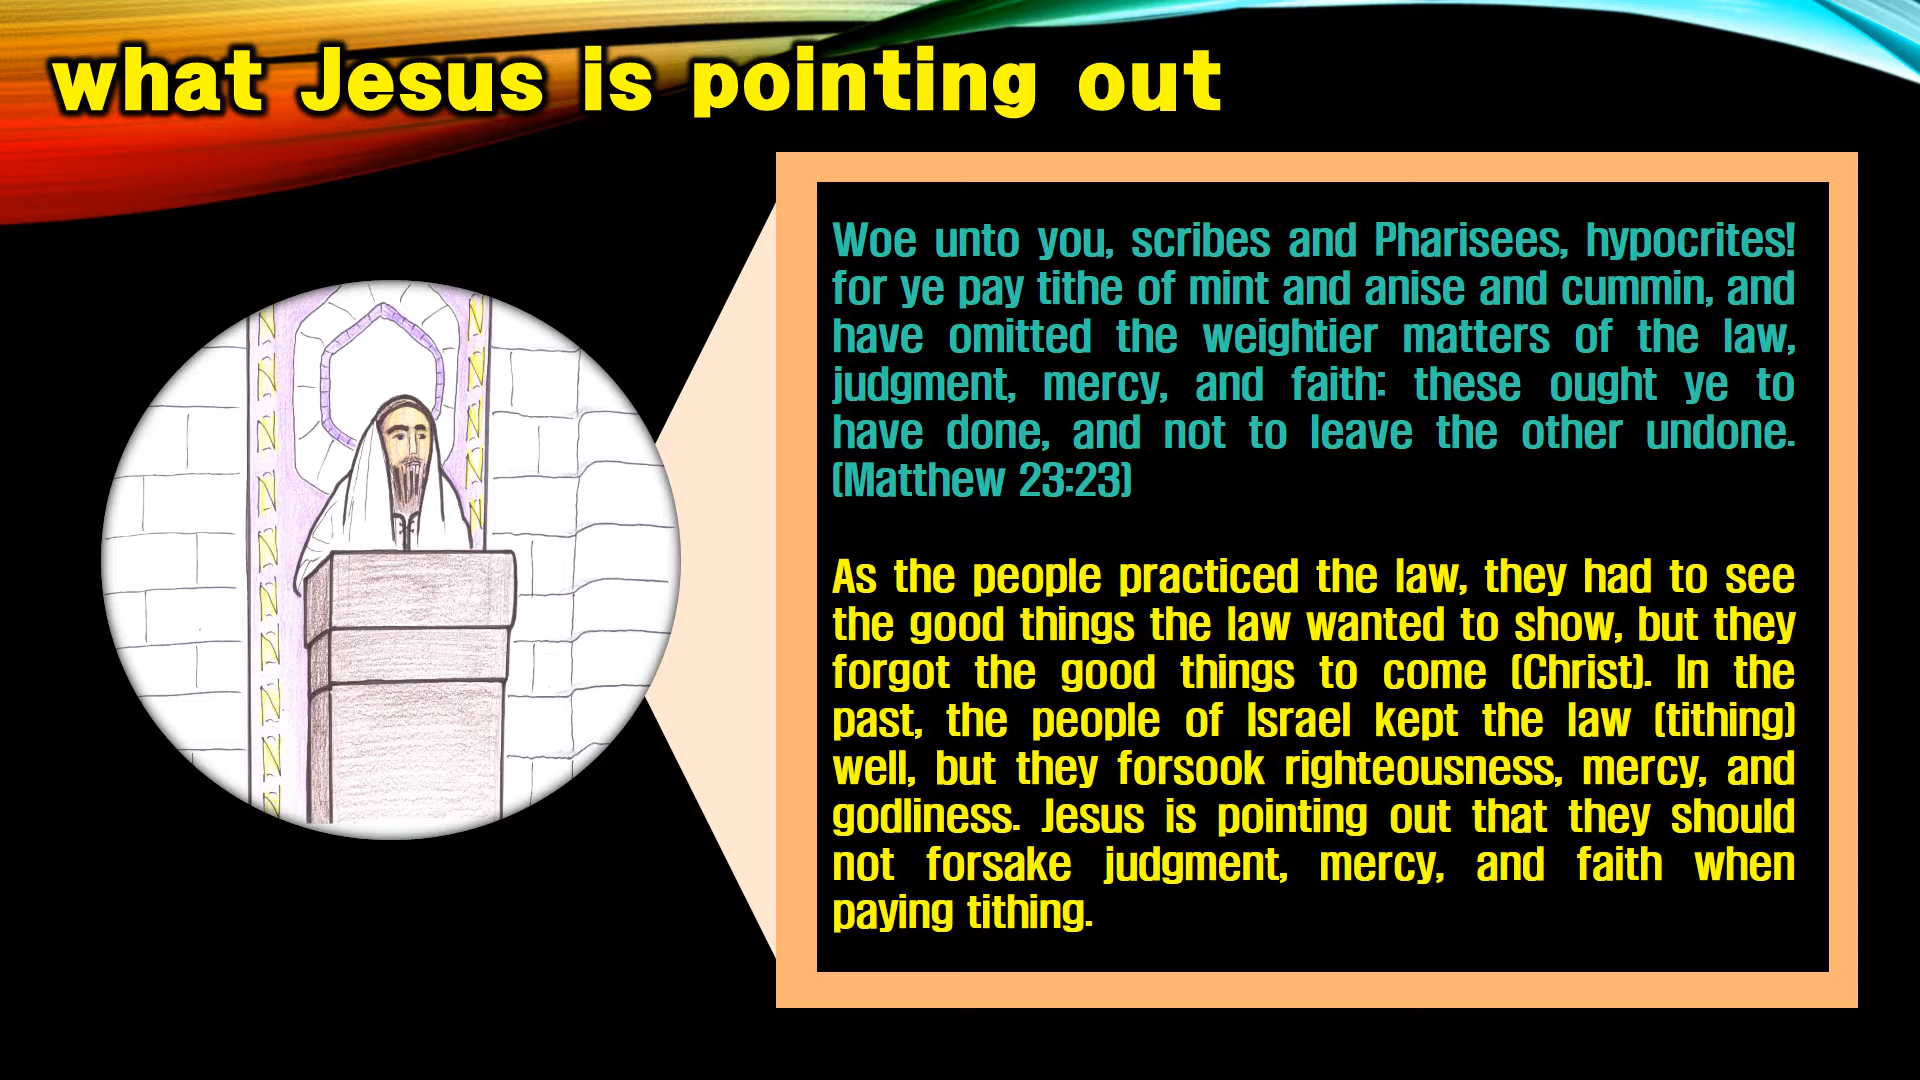 what Jesus is pointing out
Woe unto you, scribes and Pharisees, hypocrites!
for ye pay tithe of mint and anise and cummin, and
have omitted the weightier matters of the law,
judgment, mercy, and faith: these ought ye to
have done, and not to leave the other undone.
(Matthew 23:23)
As the people practiced the law, they had to see
the good things the law wanted to show, but they
forgot the good things to come (Christ). In the
past, the people of Israel kept the law (tithing)
well, but they forsook righteousness, mercy, and
godliness. Jesus is pointing out that they should
not forsake judgment, mercy, and faith when
paying tithing.